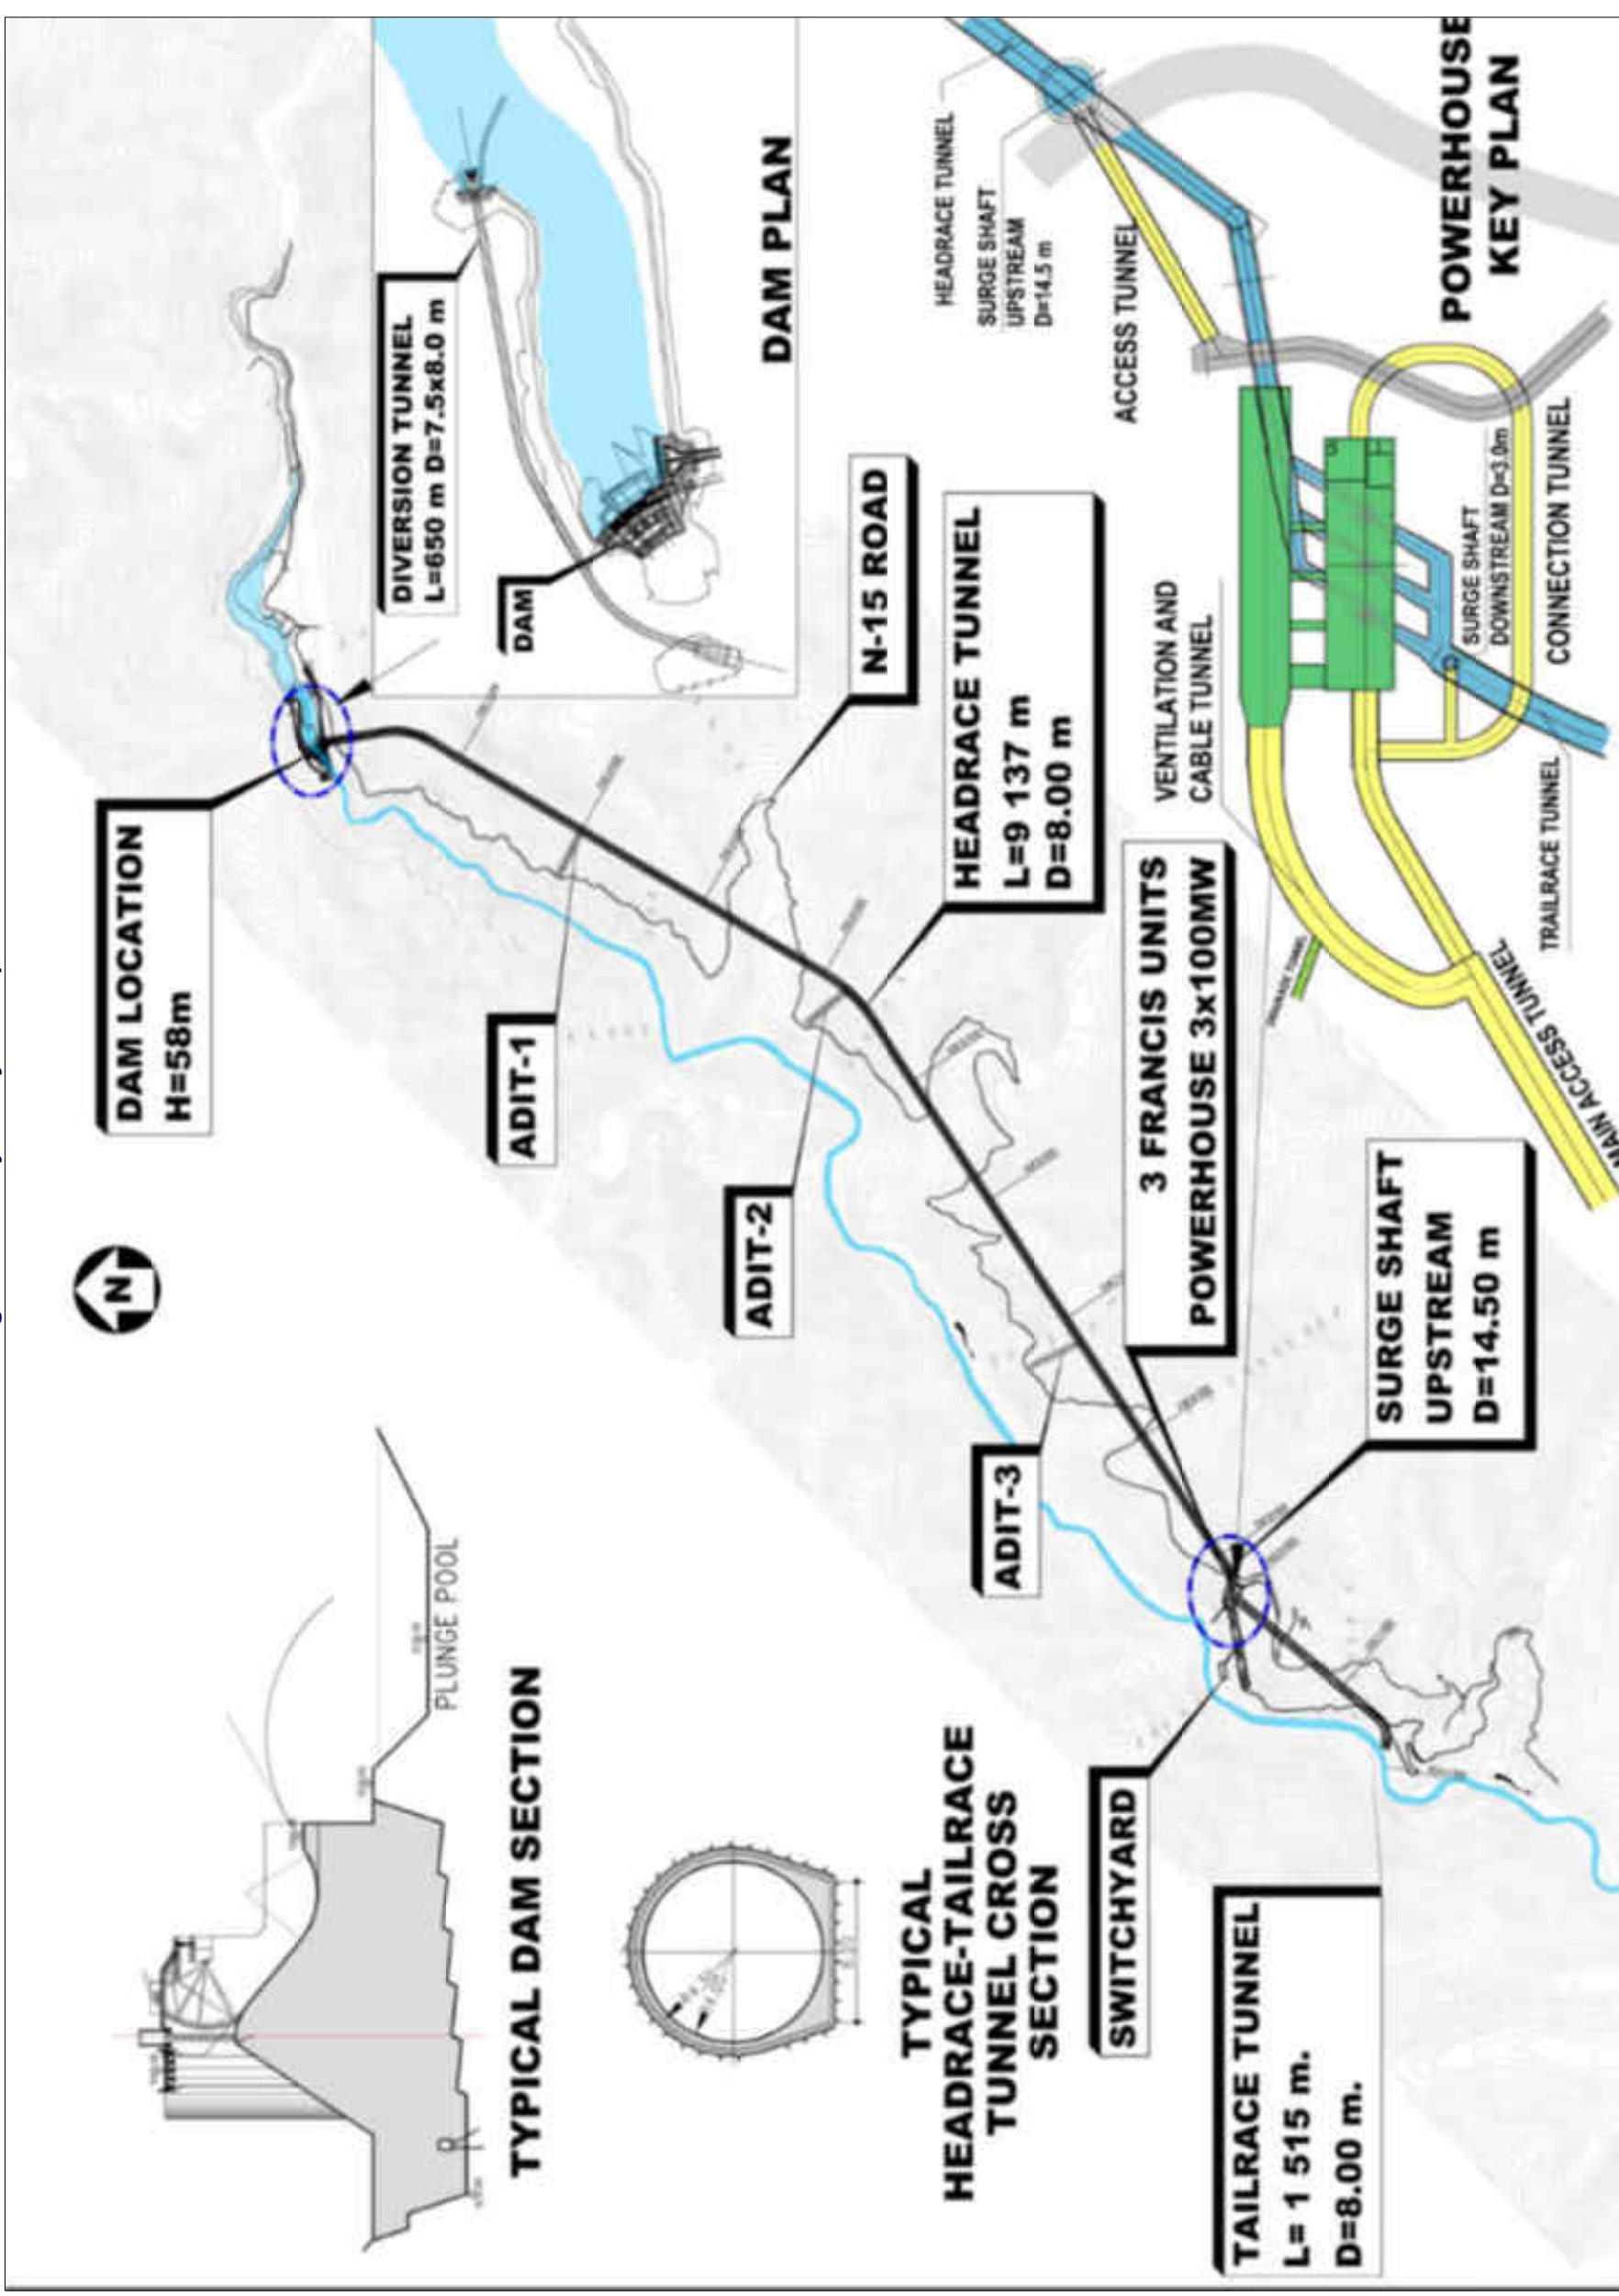 TYPICAL DAM SECTION
PLUNGE POOL
N
DAM LOCATION
H=58m
DIVERSION TUNNEL
L=650 m D=7.5x8.0 m
DAM
DAM PLAN
ADIT-1
ADIT-2
ADIT-3
N-15 ROAD
HEADRACE TUNNEL
L=9 137 m
D=8.00 m
TYPICAL
HEADRACE-TAILRACE
TUNNEL CROSS
SECTION
SWITCHYARD
TAILRACE TUNNEL
L= 1 515 m.
D=8.00 m.
3 FRANCIS UNITS
POWERHOUSE 3x100MW
SURGE SHAFT
UPSTREAM
D=14.50 m
HEADRACE TUNNEL
SURGE SHAFT
UPSTREAM
D=14.5 m
ACCESS TUNNEL
POWERHOUSE
KEY PLAN
VENTILATION AND
CABLE TUNNEL
SURGE SHAFT
DOWNSTREAM D=3.0m
CONNECTION TUNNEL
TRAILRACE TUNNEL
MAIN ACCCESS TUNNEL